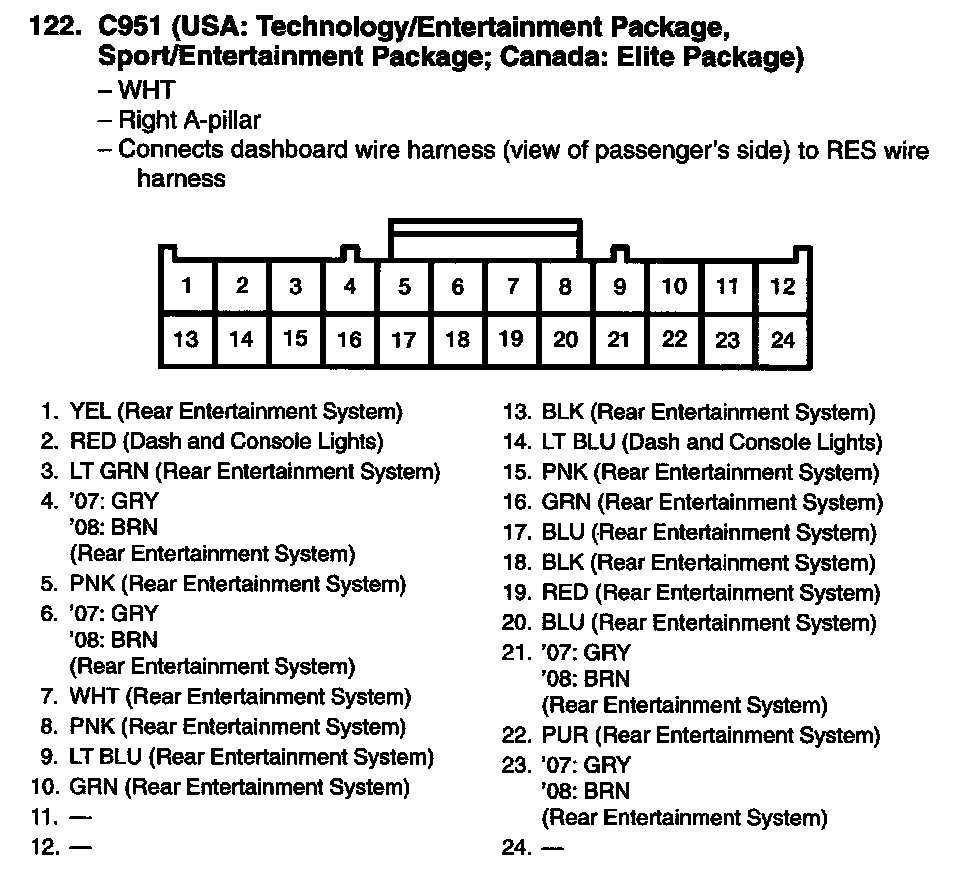 122. C951 (USA: Technology/Entertainment Package,
Sport/Entertainment Package; Canada: Elite Package)
– WHT
– Right A-pillar
– Connects dashboard wire harness (view of passenger's side) to RES wire
harness
1 2 3 4 5 6 7 8 9 10 11 12
13 14 15 16 17 18 19 20 21 22 23 24
1. YEL (Rear Entertainment System)
2. RED (Dash and Console Lights)
3. LT GRN (Rear Entertainment System)
4. '07: GRY
'08: BRN
(Rear Entertainment System)
5. PNK (Rear Entertainment System)
6. '07: GRY
'08: BRN
(Rear Entertainment System)
7. WHT (Rear Entertainment System)
8. PNK (Rear Entertainment System)
9. LT BLU (Rear Entertainment System)
10. GRN (Rear Entertainment System)
11. —
12. —
13. BLK (Rear Entertainment System)
14. LT BLU (Dash and Console Lights)
15. PNK (Rear Entertainment System)
16. GRN (Rear Entertainment System)
17. BLU (Rear Entertainment System)
18. BLK (Rear Entertainment System)
19. RED (Rear Entertainment System)
20. BLU (Rear Entertainment System)
21. '07: GRY
'08: BRN
(Rear Entertainment System)
22. PUR (Rear Entertainment System)
23. '07: GRY
'08: BRN
(Rear Entertainment System)
24. —